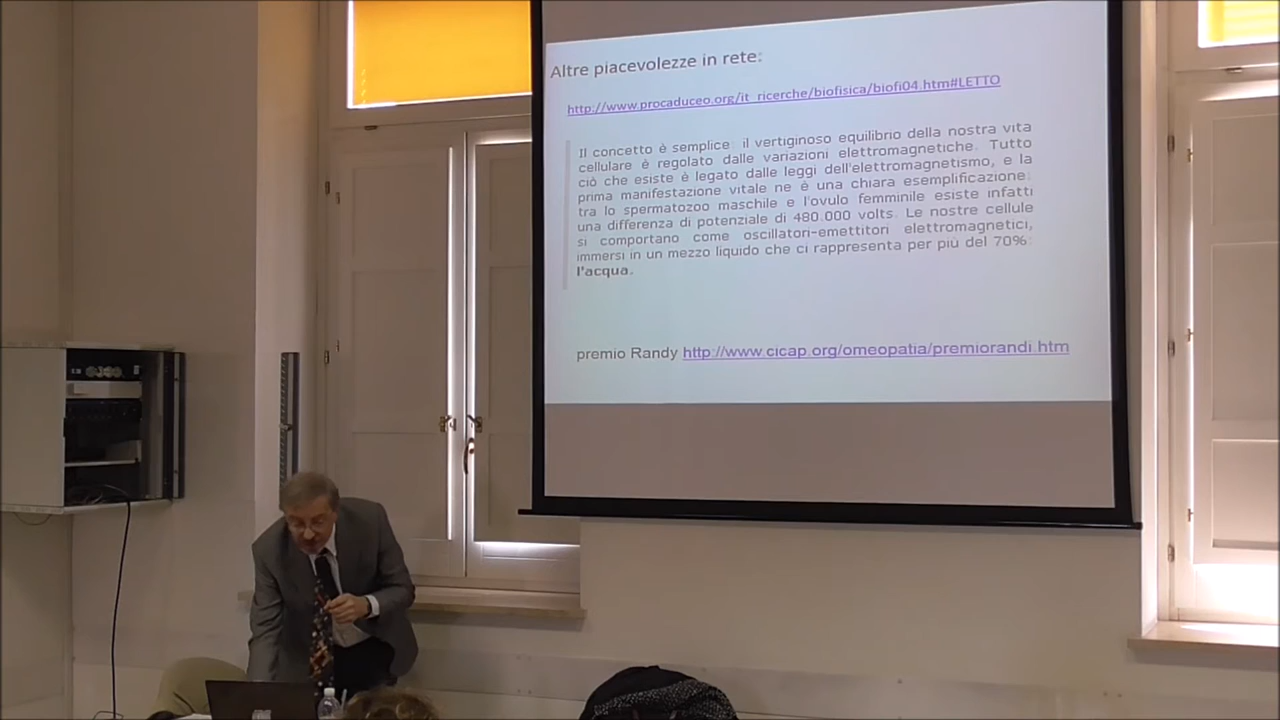 Altre piacevolezze in rete:
http://www.procaduceo.org/it_ricerche/biofisica/biofi04.htm#LETTO
Il concetto è semplice: il vertiginoso equilibrio della nostra vita
cellulare è regolato dalle variazioni elettromagnetiche. Tutto
ciò che esiste è legato dalle leggi dell'elettromagnetismo, e la
prima manifestazione vitale ne è una chiara esemplificazione:
tra lo spermatozoo maschile e l'ovulo femminile esiste infatti
una differenza di potenziale di 480.000 volts. Le nostre cellule
si comportano come oscillatori-emettitori elettromagnetici,
immersi in un mezzo liquido che ci rappresenta per più del 70%:
l'acqua.
premio Randy http://www.cicap.org/omeopatia/premiorandi.htm